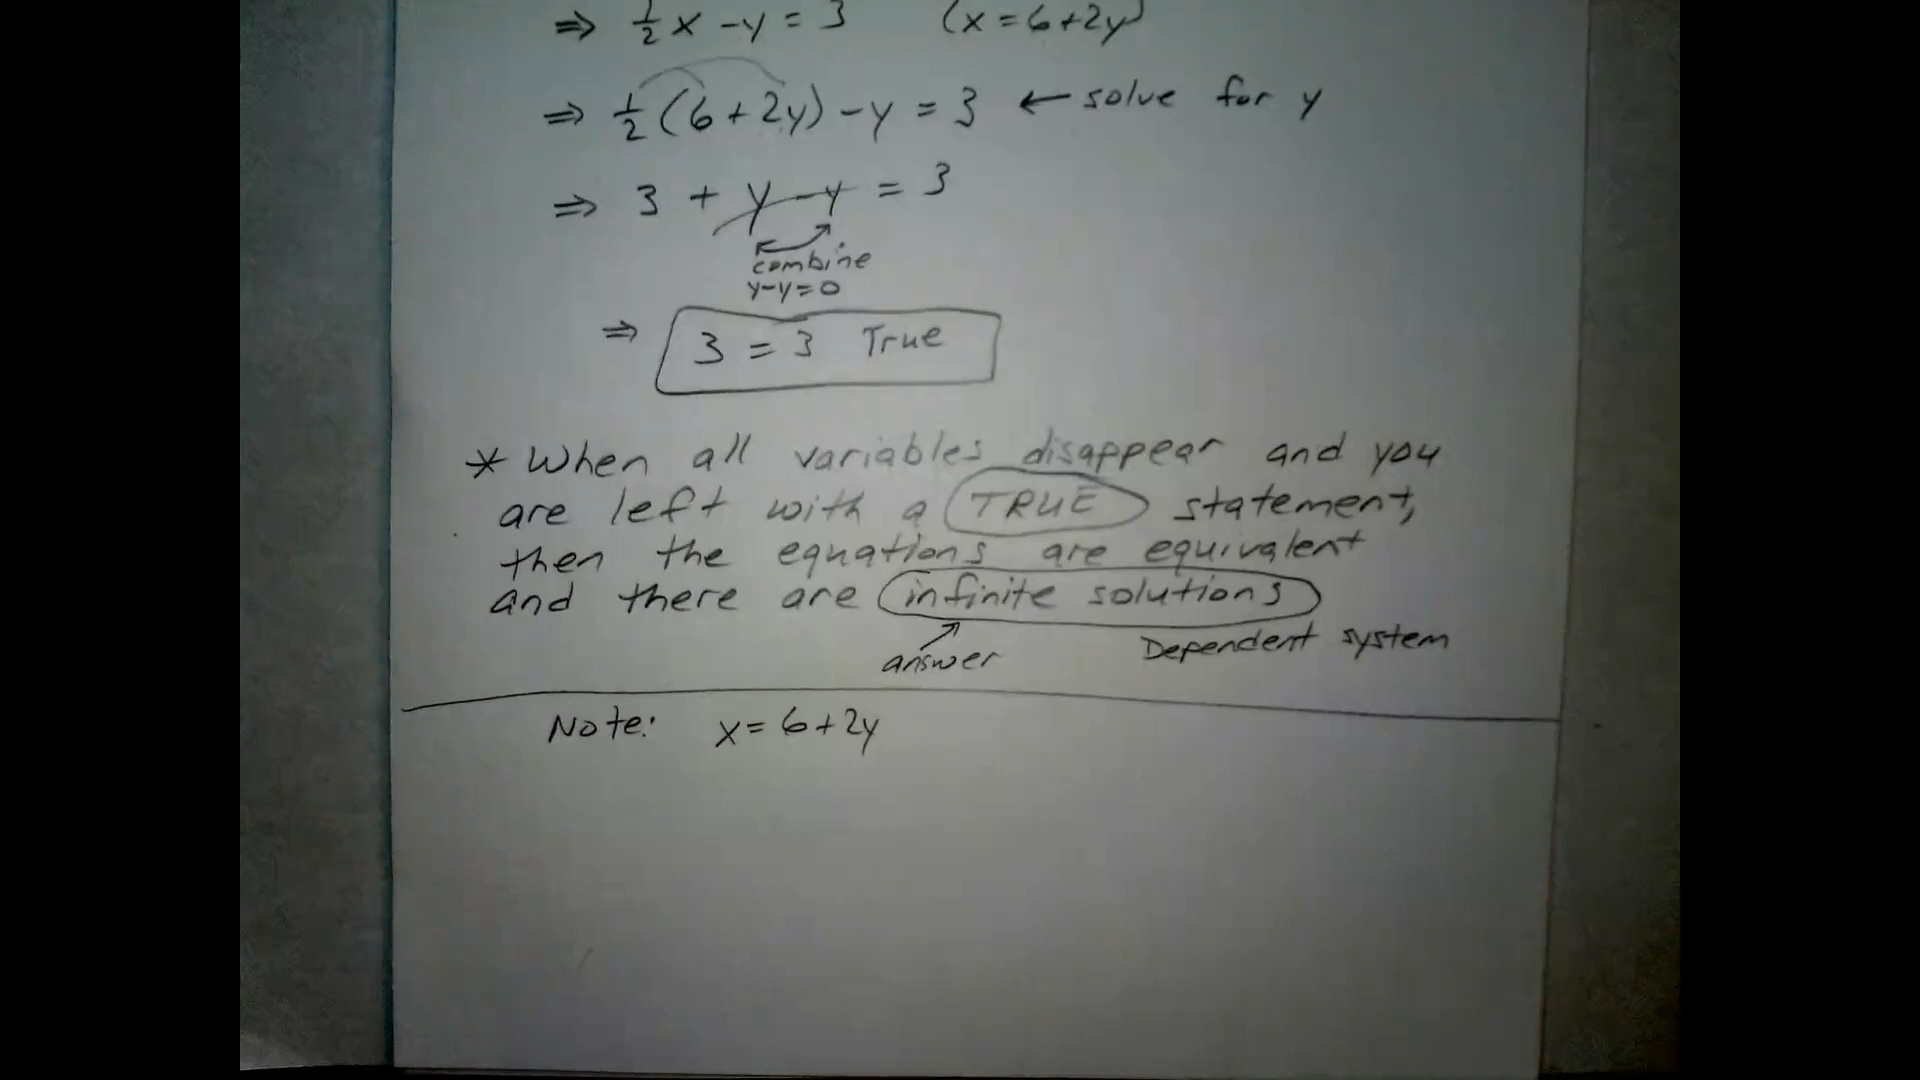 ⇒ 1/2 x - y = 3 (x = 6 + 2y)
⇒ 1/2 (6 + 2y) - y = 3 ← solve for y
⇒ 3 + y - y = 3
combine
y - y = 0
⇒ 3 = 3 True
* When all variables disappear and you
are left with a TRUE statement,
then the equations are equivalent
and there are infinite solutions
answer Dependent system
Note: x = 6 + 2y